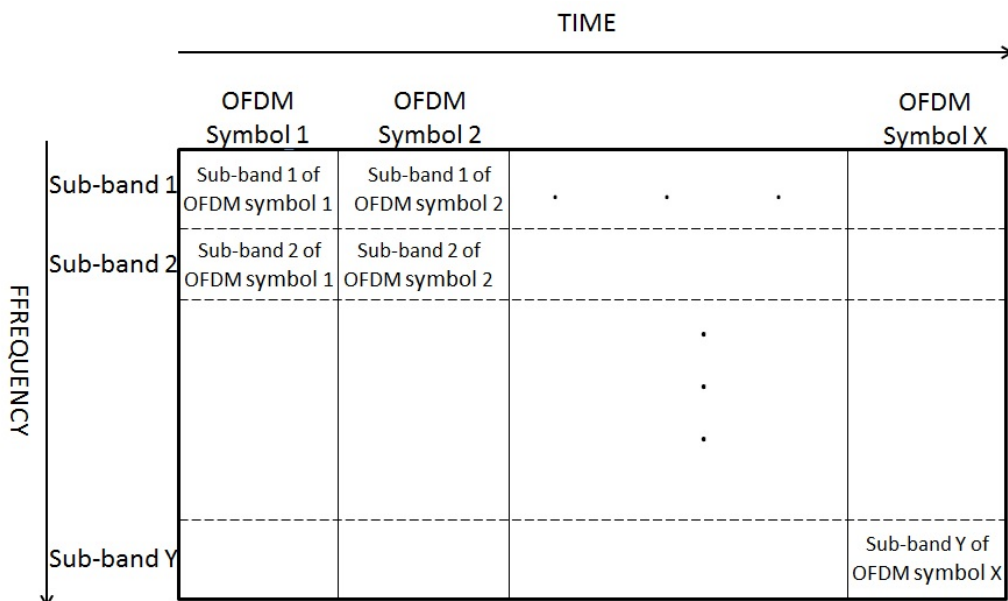 TIME
OFDM
Symbol 1
OFDM
Symbol 2
OFDM
Symbol X
FFREQUENCY
Sub-band 1
Sub-band 1 of
OFDM symbol 1
Sub-band 1 of
OFDM symbol 2
. . .
Sub-band 2
Sub-band 2 of
OFDM symbol 1
Sub-band 2 of
OFDM symbol 2
.
.
.
Sub-band Y
Sub-band Y of
OFDM symbol X